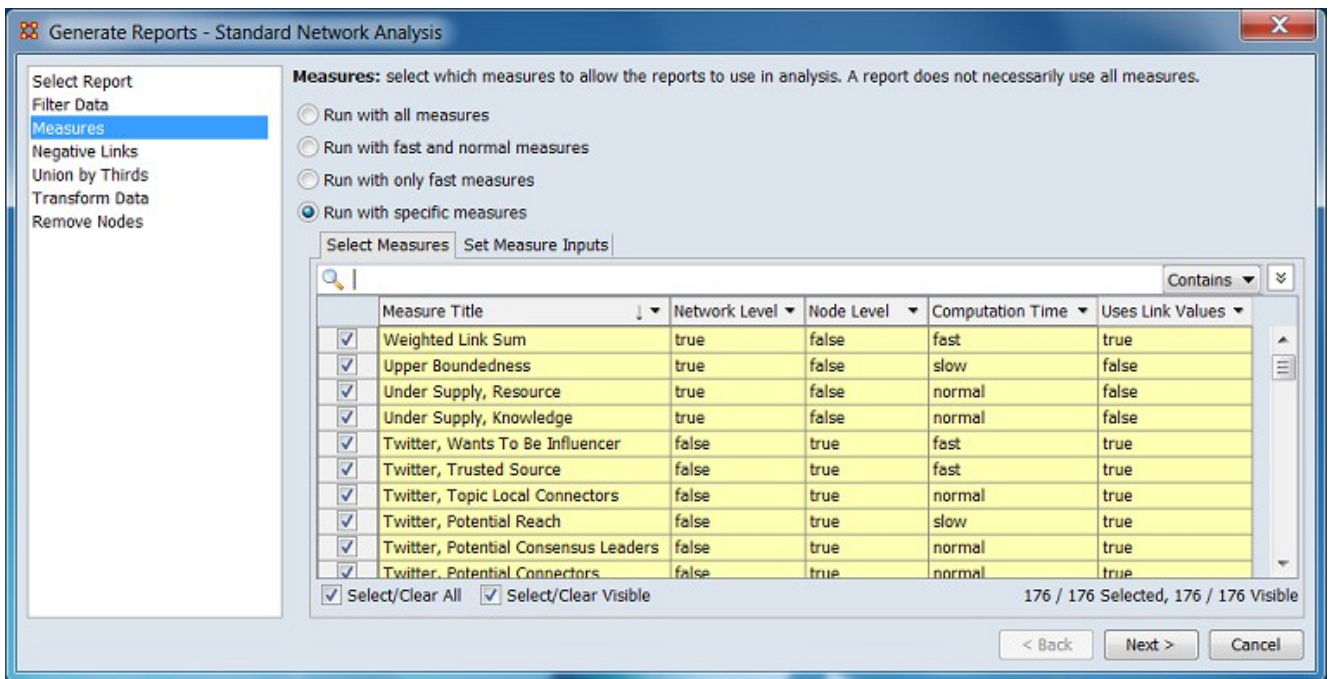 Generate Reports - Standard Network Analysis
X
Select Report
Filter Data
Measures
Negative Links
Union by Thirds
Transform Data
Remove Nodes
Measures: select which measures to allow the reports to use in analysis. A report does not necessarily use all measures.
Run with all measures
Run with fast and normal measures
Run with only fast measures
Run with specific measures
Select Measures Set Measure Inputs
Contains
Measure Title Network Level Node Level Computation Time Uses Link Values
Weighted Link Sum true false fast true
Upper Boundedness true false slow false
Under Supply, Resource true false normal false
Under Supply, Knowledge true false normal false
Twitter, Wants To Be Influencer false true fast true
Twitter, Trusted Source false true fast true
Twitter, Topic Local Connectors false true normal true
Twitter, Potential Reach false true slow true
Twitter, Potential Consensus Leaders false true normal true
Twitter, Potential Connectors false true normal true
Select/Clear All Select/Clear Visible 176 / 176 Selected, 176 / 176 Visible
< Back Next > Cancel